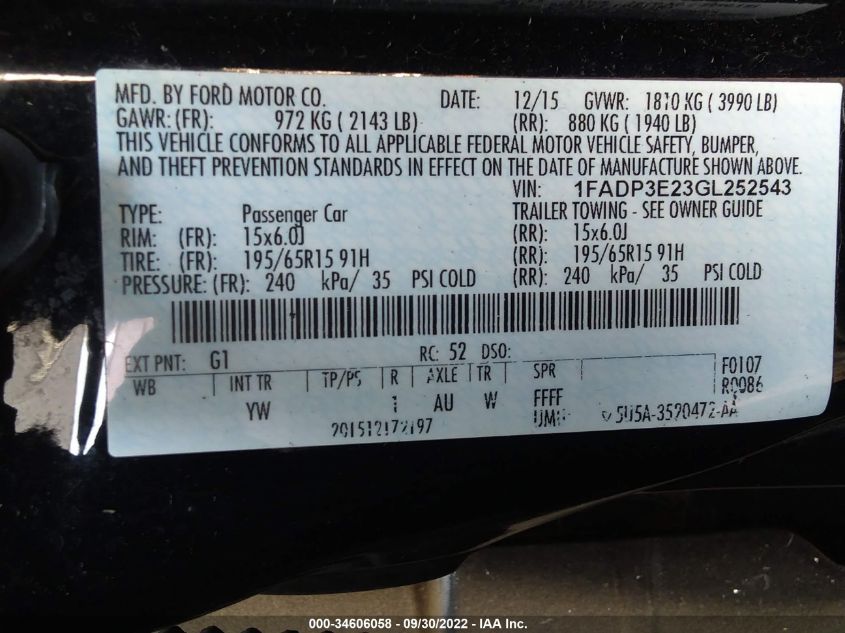 MFD. BY FORD MOTOR CO. DATE: 12/15 GVWR: 1810 KG ( 3990 LB)
GAWR: (FR): 972 KG ( 2143 LB) (RR): 880 KG ( 1940 LB)
THIS VEHICLE CONFORMS TO ALL APPLICABLE FEDERAL MOTOR VEHICLE SAFETY, BUMPER,
AND THEFT PREVENTION STANDARDS IN EFFECT ON THE DATE OF MANUFACTURE SHOWN ABOVE.
VIN: 1FADP3E23GL252543
TYPE: Passenger Car TRAILER TOWING - SEE OWNER GUIDE
RIM: (FR): 15x6.0J (RR): 15x6.0J
TIRE: (FR): 195/65R15 91H (RR): 195/65R15 91H
PRESSURE: (FR): 240 kPa/ 35 PSI COLD (RR): 240 kPa/ 35 PSI COLD
EXT PNT: G1 RC: 52 DSO: F0107
WB INT TR TP/PS R AXLE TR SPR R0086
YW 1 AU W FFFF
5U5A-3520472-AA
000-34606058 - 09/30/2022 - IAA Inc.